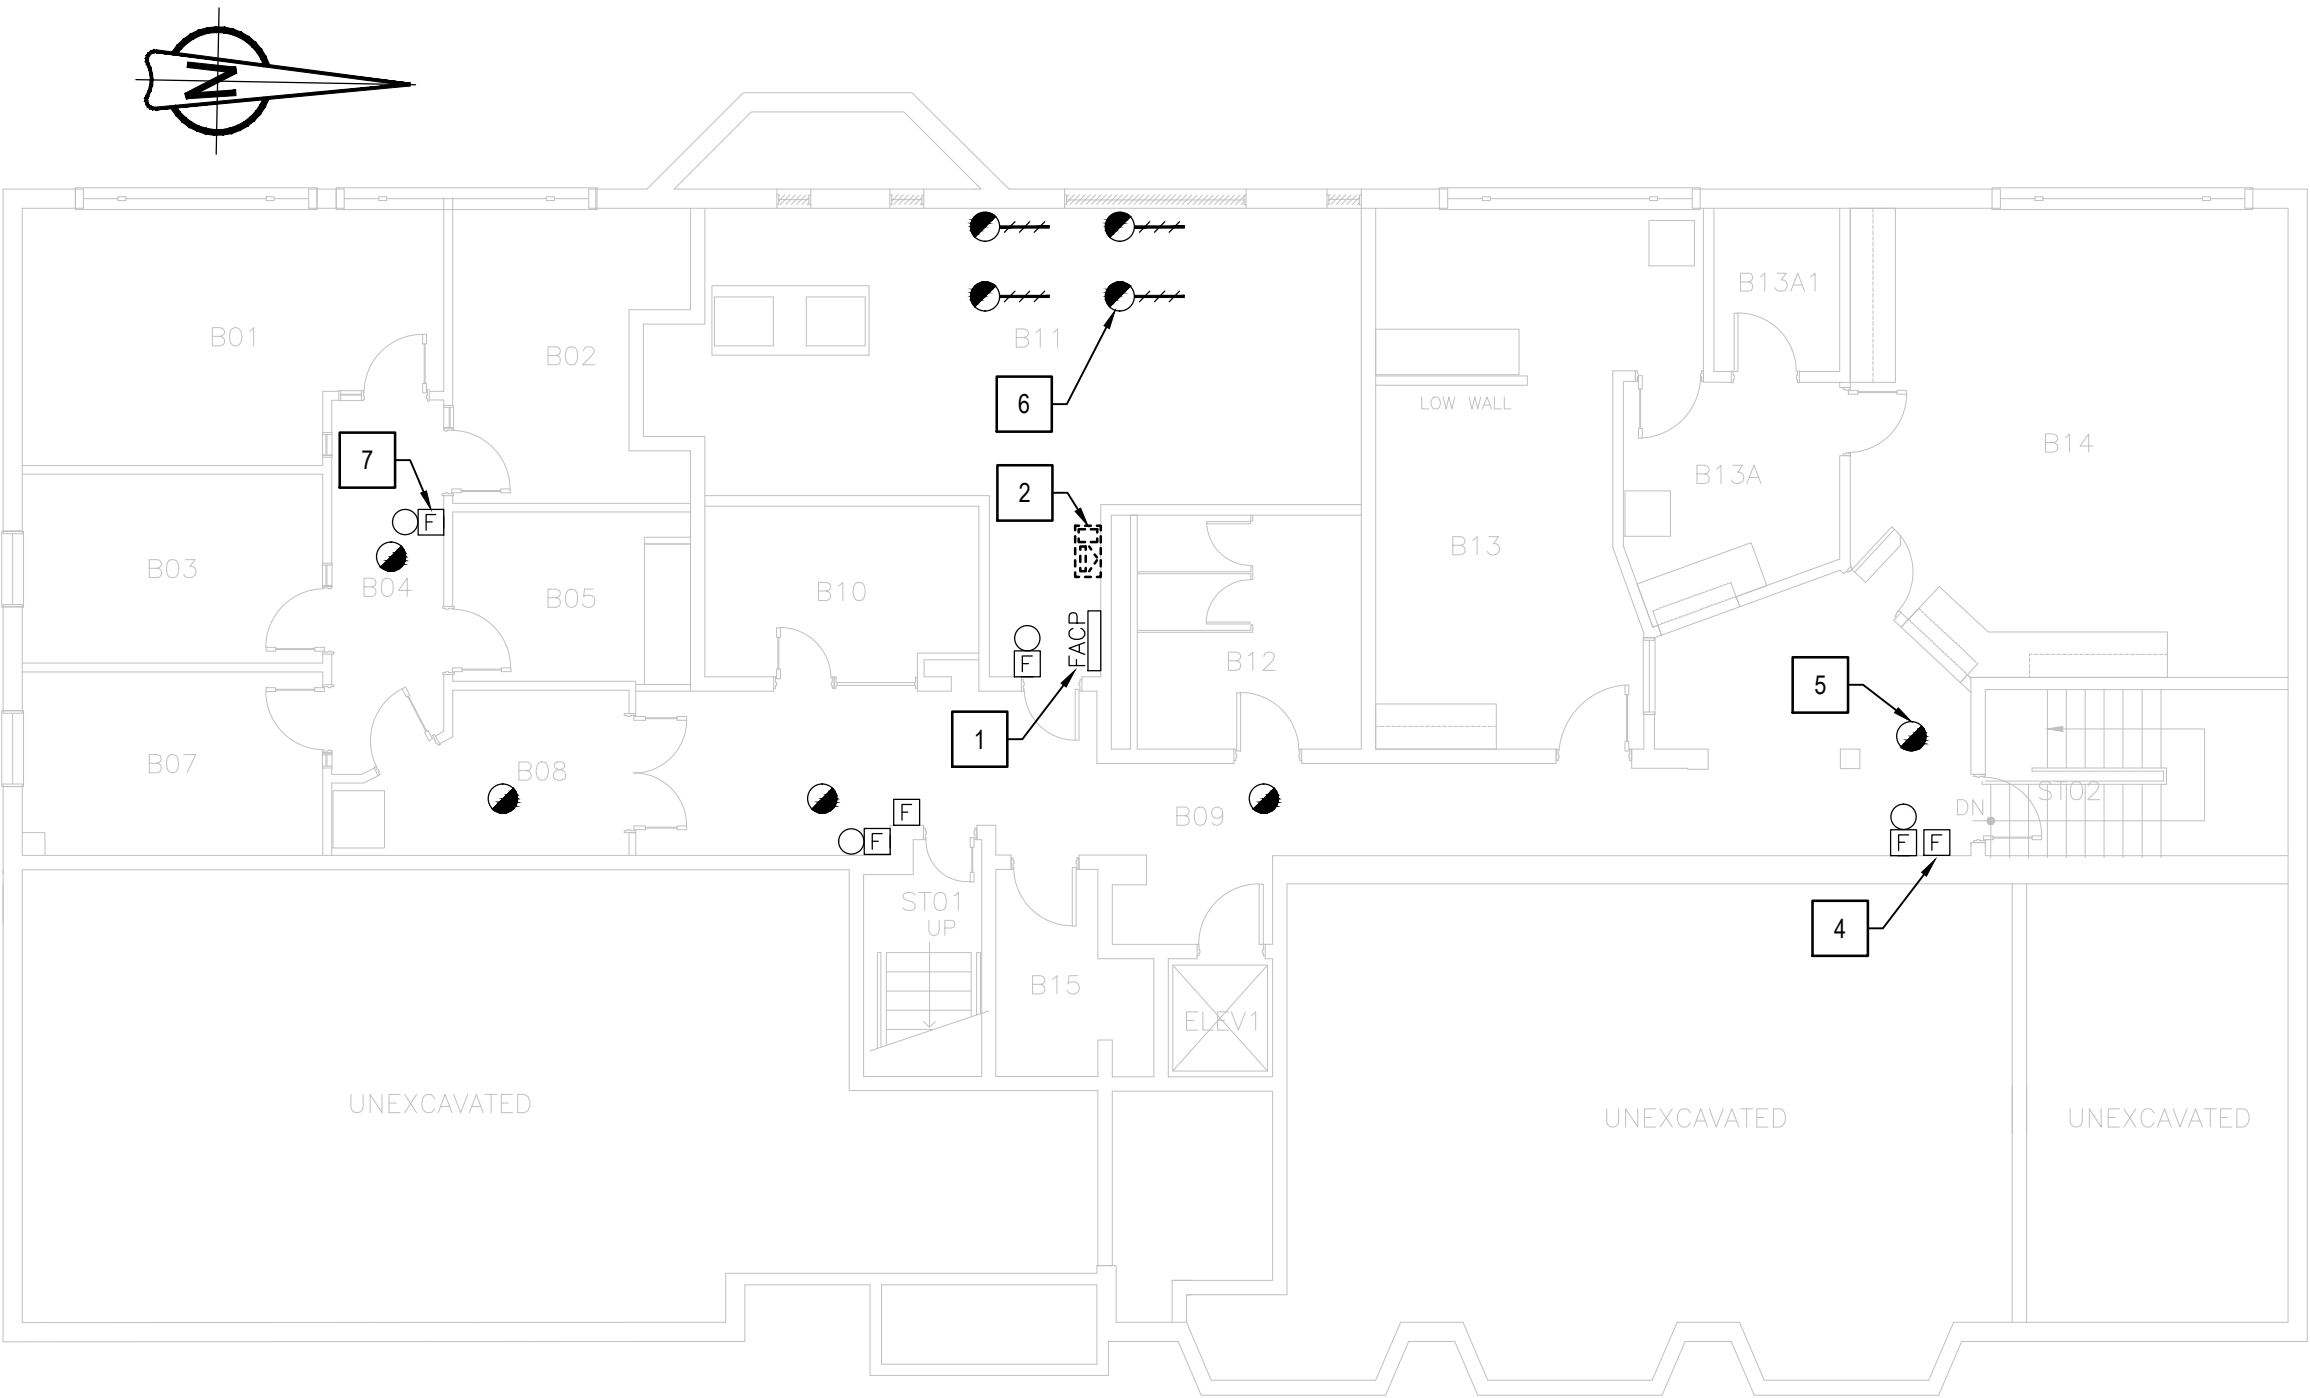 N
B13A1
B01
B11
B02
6
LOW WALL
B14
7
B13A
2
F
B13
B03
B04
B05
B10
FACP
F
B12
5
1
B07
B08
ST02
F
B09
DN
F
F
F
ST01
UP
4
B15
ELEV1
UNEXCAVATED
UNEXCAVATED
UNEXCAVATED